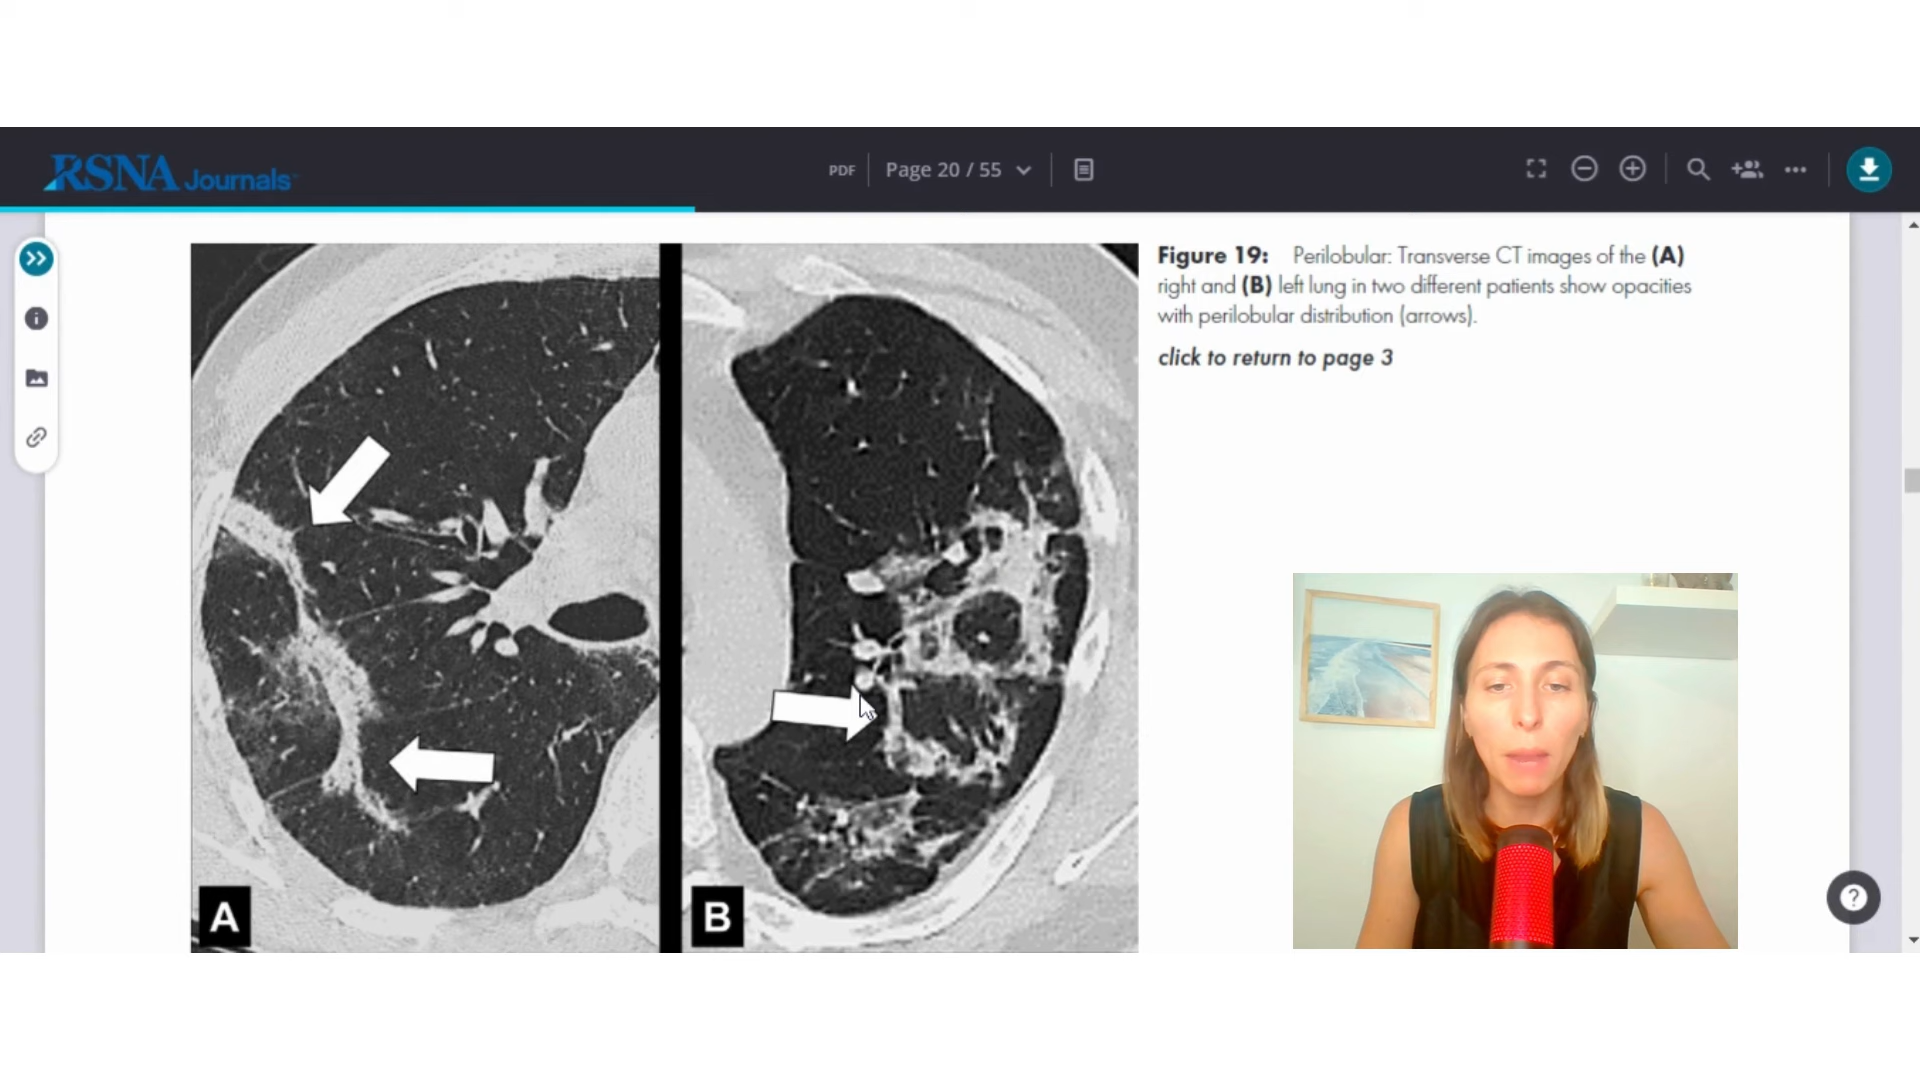 RSNA Journals
PDF
Page 20 / 55
Figure 19: Perilobular: Transverse CT images of the (A)
right and (B) left lung in two different patients show opacities
with perilobular distribution (arrows).
click to return to page 3
A
B